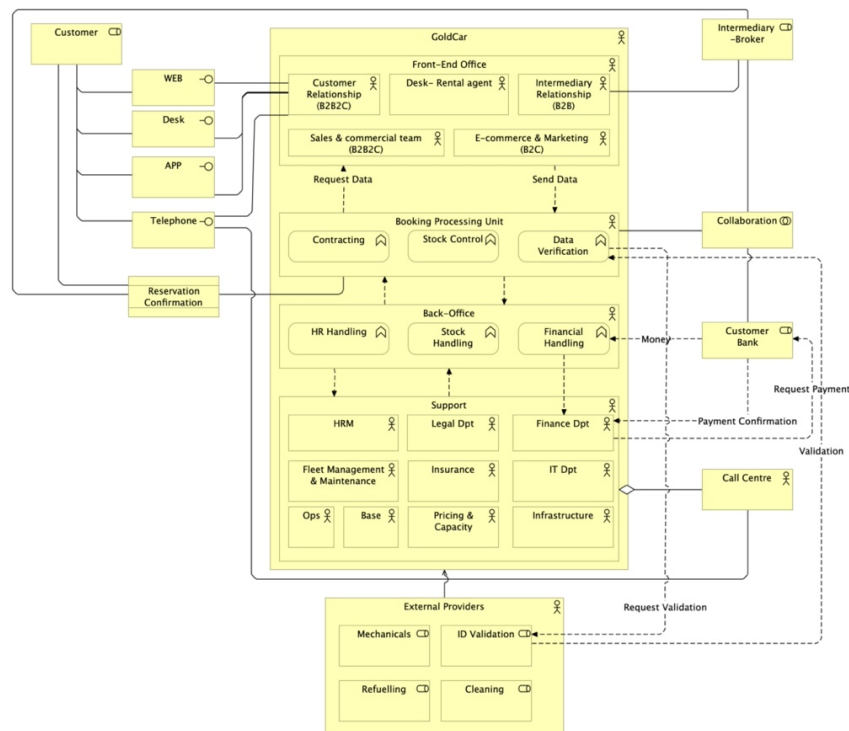 Customer
Intermediary
-Broker
GoldCar
Front-End Office
WEB
Customer
Relationship
(B2B2C)
Desk- Rental agent
Intermediary
Relationship
(B2B)
Desk
Sales & commercial team
(B2B2C)
E-commerce & Marketing
(B2C)
APP
Request Data
Send Data
Telephone
Booking Processing Unit
Collaboration
Contracting
Stock Control
Data
Verification
Reservation
Confirmation
Back-Office
HR Handling
Stock
Handling
Financial
Handling
Money
Customer
Bank
Request Payment
Support
HRM
Legal Dpt
Finance Dpt
Payment Confirmation
Validation
Fleet Management
& Maintenance
Insurance
IT Dpt
Call Centre
Ops
Base
Pricing &
Capacity
Infrastructure
External Providers
Request Validation
Mechanicals
ID Validation
Refuelling
Cleaning